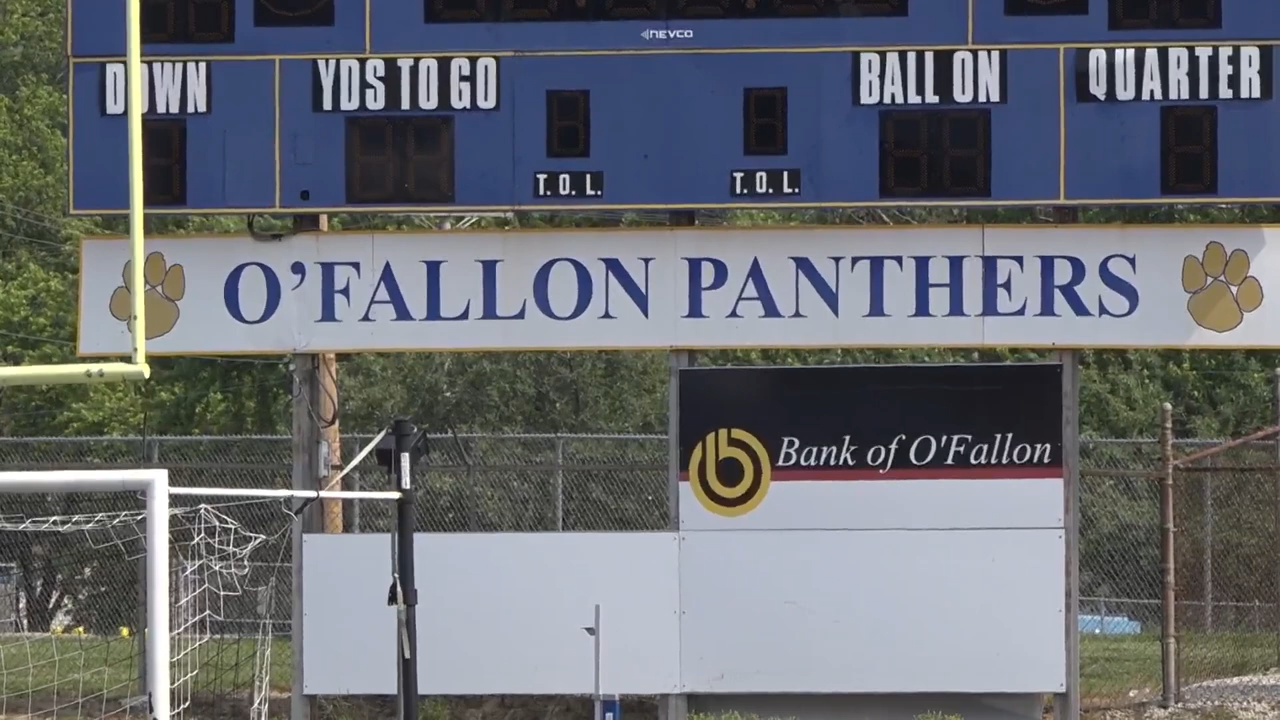 NEVCO
DOWN YDS TO GO BALL ON QUARTER
T. O. L. T. O. L.
O'FALLON PANTHERS
Bank of O'Fallon